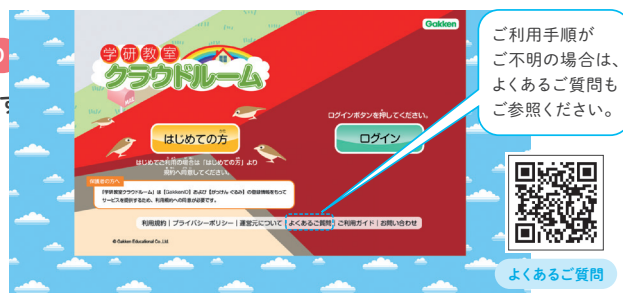 Gakken
学研教室
クラウドルーム
ご利用手順が
ご不明の場合は、
よくあるご質問も
ご参照ください。
ログインボタンを押してください。
はじめての方
ログイン
はじめてご利用の場合は「はじめての方」より
規約へ同意してください。
保護者の方へ
「学研教室クラウドルーム」は【GakkenID】および【がっけん くるみ】の登録情報をもって
サービスを提供するため、利用規約への同意が必要です。
利用規約 | プライバシーポリシー | 運営元について | よくあるご質問 | ご利用ガイド | お問い合わせ
© Gakken Educational Co.,Ltd.
よくあるご質問